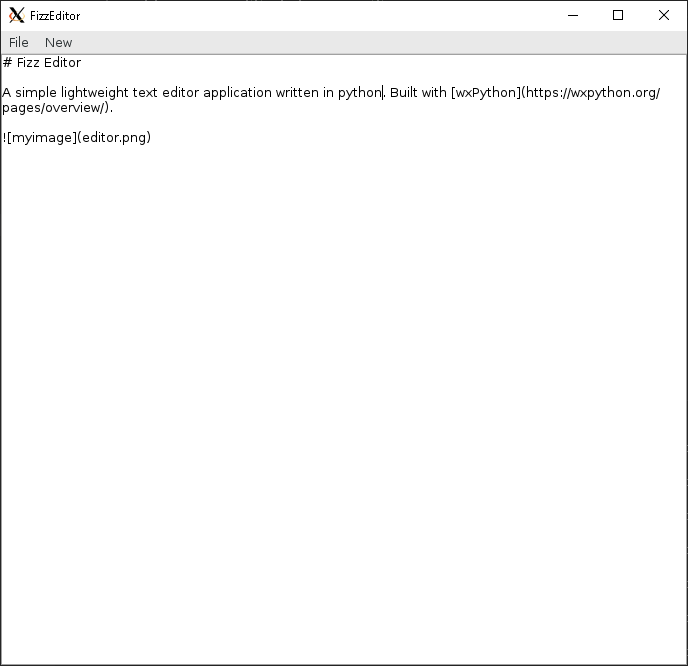 FizzEditor
File New
# Fizz Editor
A simple lightweight text editor application written in python. Built with [wxPython](https://wxpython.org/
pages/overview/).
![myimage](editor.png)